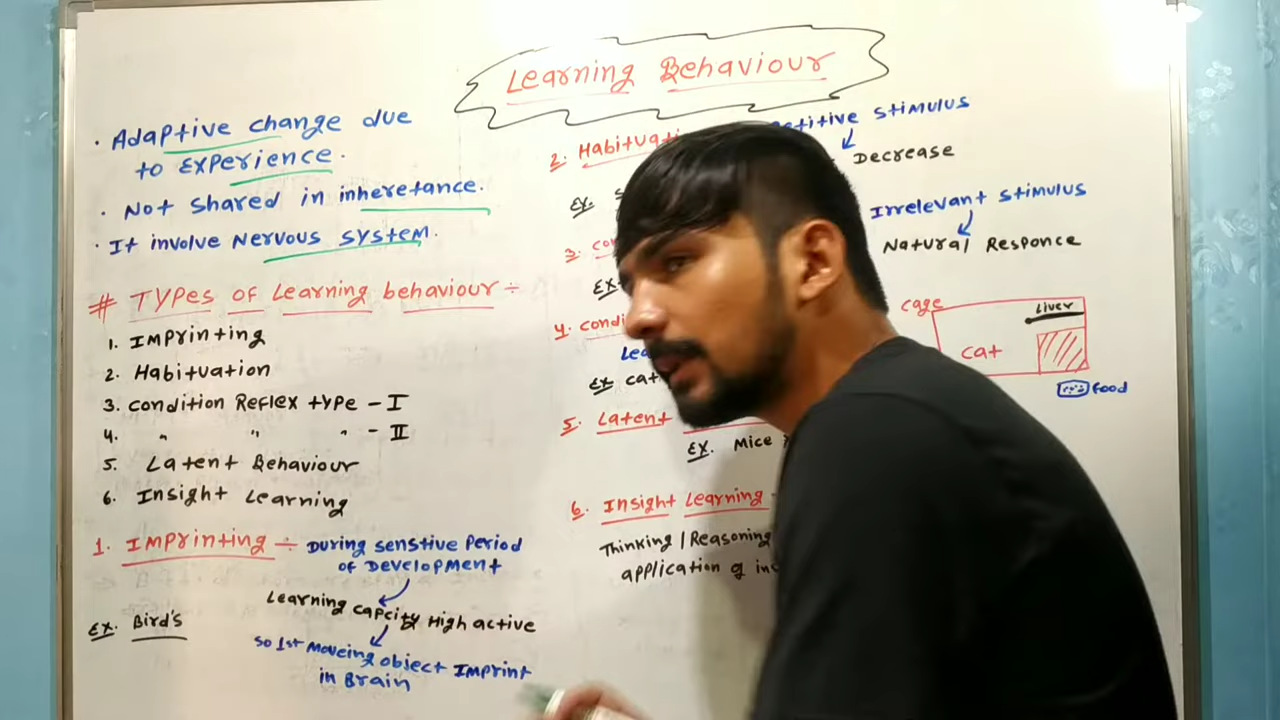 Learning Behaviour
· Adaptive change due
to Experience.
· Not shared in inheretance.
· It involve Nervous system.
# Types of Learning behaviour ÷
1. Imprinting
2. Habituation
3. Condition Reflex type - I
4. " " " - II
5. Latent Behaviour
6. Insight Learning
1. Imprinting ÷ During senstive Period
of Development
Learning capcity High active
so 1st Moveing object Imprint
in Brain
Ex. Bird's
2. stimulus
Decrease
Ex.
3. Irrelevant stimulus
Natural Responce
Ex
4.
Ex cat
cage
Liver
cat
food
5. Latent
Ex. Mice
6. Insight Learning -
Thinking / Reasoning
application